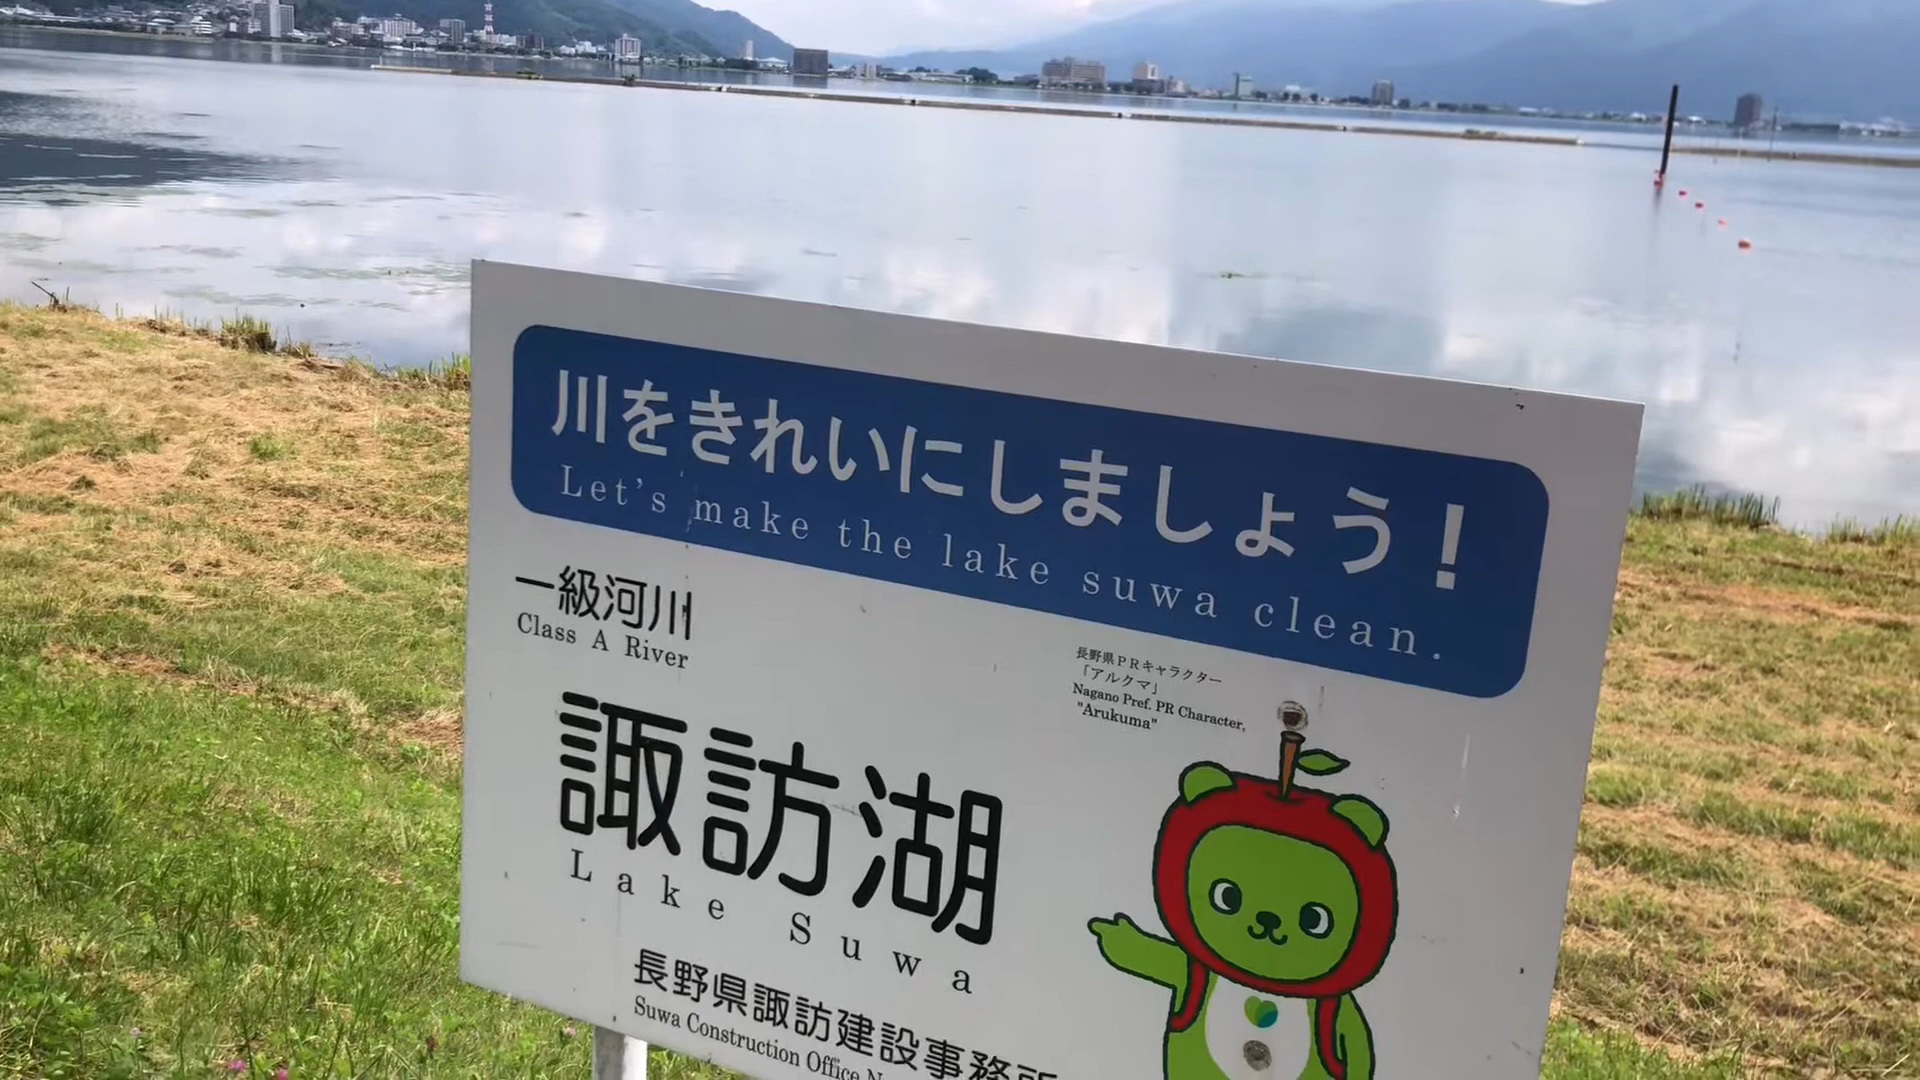 川をきれいにしましょう!
Let's make the lake suwa clean.
一級河川
Class A River
長野県PRキャラクター
「アルクマ」
Nagano Pref. PR Character,
"Arukuma"
諏訪湖
Lake Suwa
長野県諏訪建設事務所
Suwa Construction Office